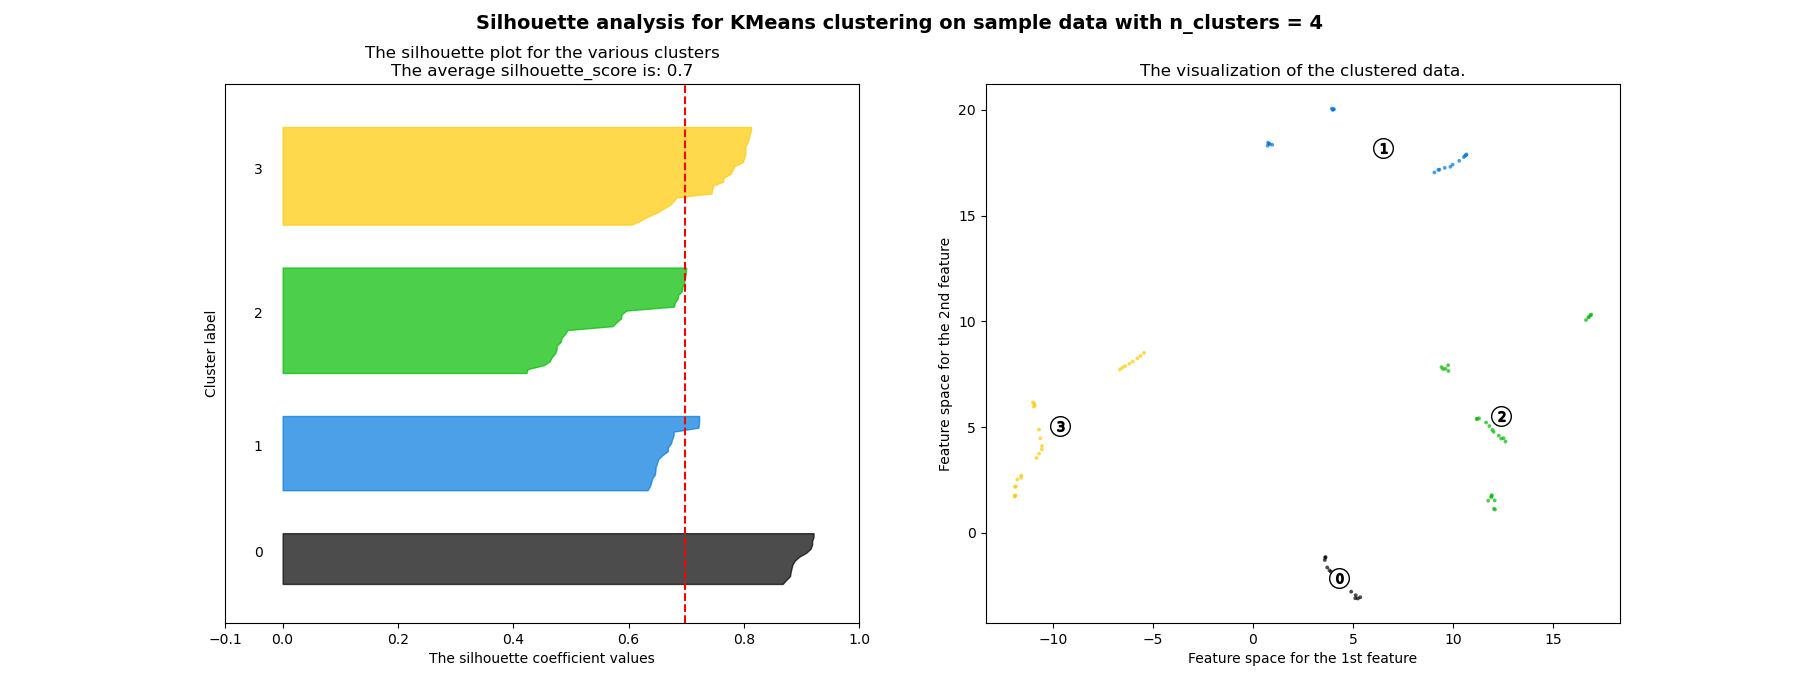 Silhouette analysis for KMeans clustering on sample data with n_clusters = 4
The silhouette plot for the various clusters
The average silhouette_score is: 0.7
3
2
1
0
Cluster label
−0.1 0.0 0.2 0.4 0.6 0.8 1.0
The silhouette coefficient values
The visualization of the clustered data.
20
15
10
5
0
Feature space for the 2nd feature
1
2
3
0
−10 −5 0 5 10 15
Feature space for the 1st feature